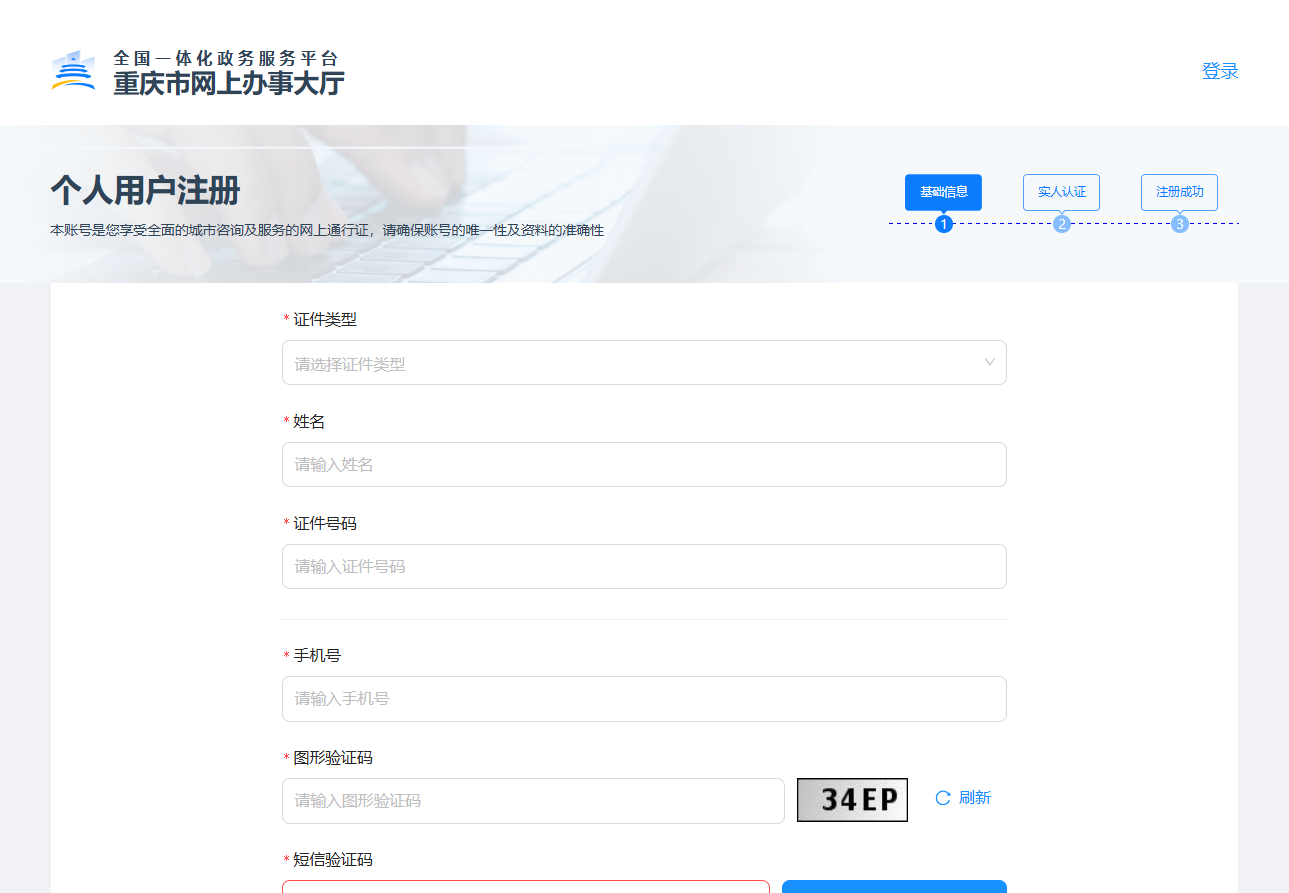 全国一体化政务服务平台
重庆市网上办事大厅
登录
个人用户注册
本账号是您享受全面的城市咨询及服务的网上通行证，请确保账号的唯一性及资料的准确性
基础信息 实人认证 注册成功
1 2 3
* 证件类型
请选择证件类型
* 姓名
请输入姓名
* 证件号码
请输入证件号码
* 手机号
请输入手机号
* 图形验证码
请输入图形验证码 34EP 刷新
* 短信验证码